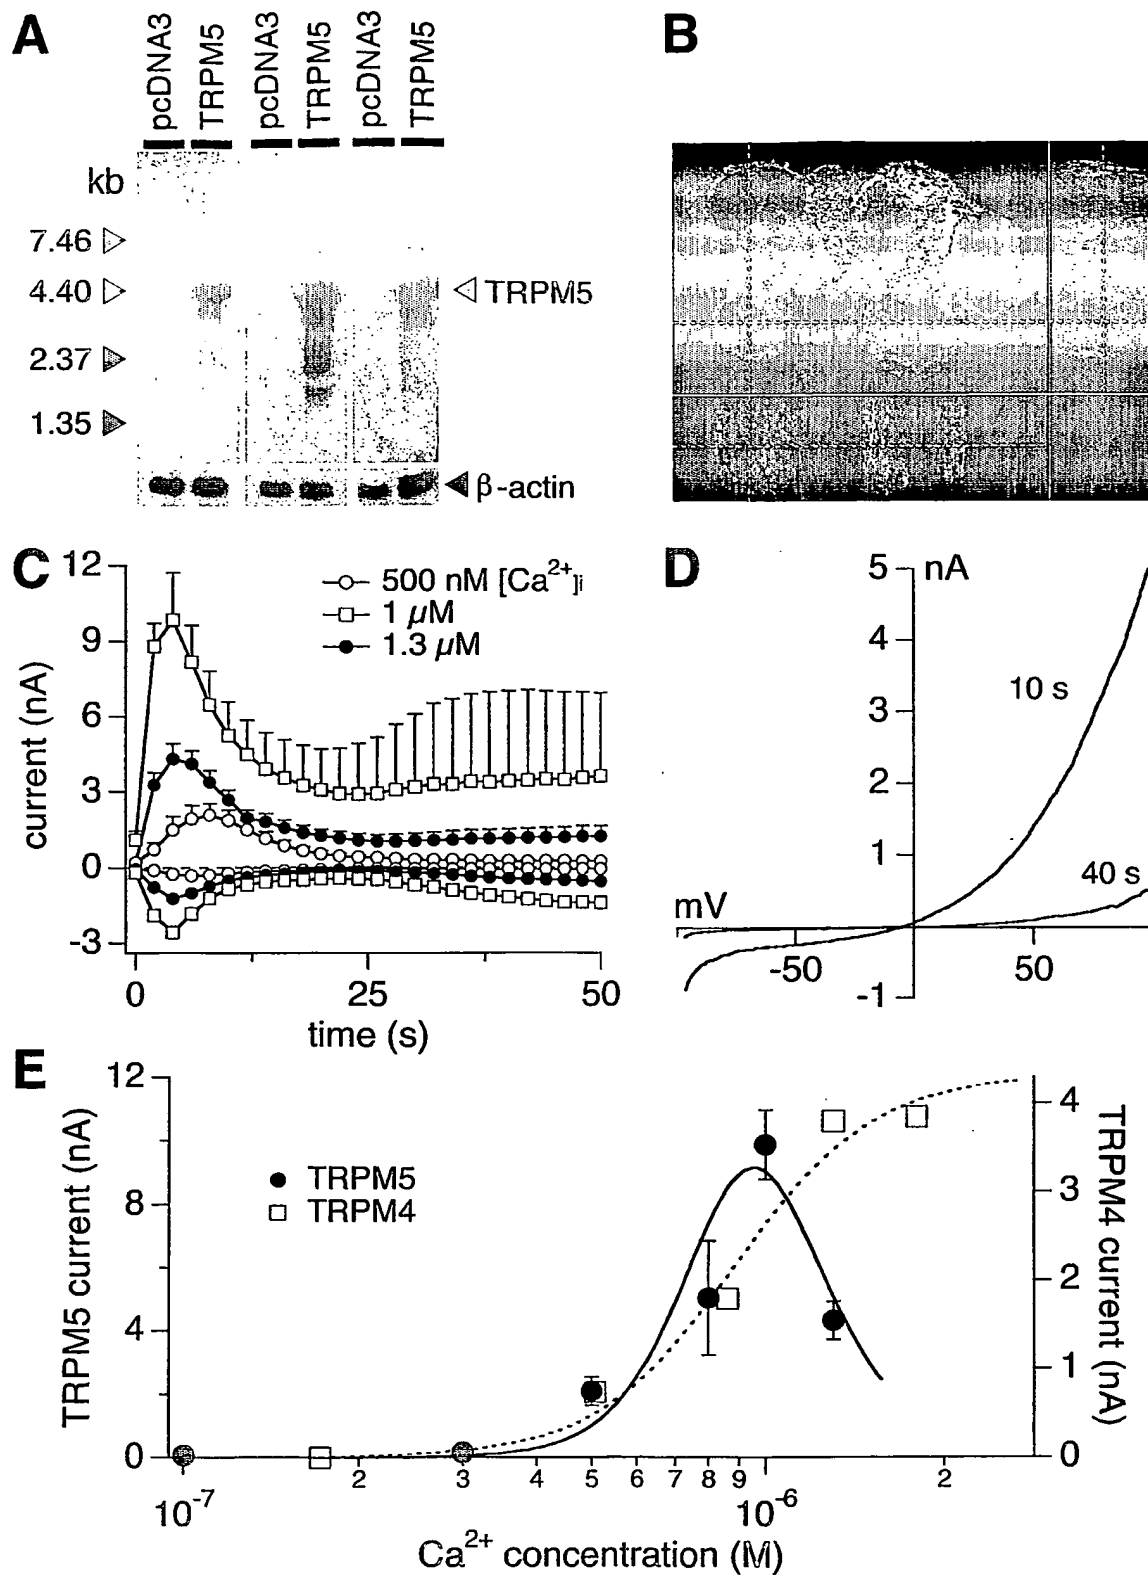 A
pcDNA3 TRPM5 pcDNA3 TRPM5 pcDNA3 TRPM5
kb
7.46
4.40
TRPM5
2.37
1.35
β-actin
B
C
12
9
6
3
0
-3
current (nA)
500 nM [Ca2+]i
1 µM
1.3 µM
0 25 50
time (s)
D
5 nA
4
3
2
1
-1
10 s
40 s
mV
-50 50
E
12
8
4
0
TRPM5 current (nA)
TRPM5
TRPM4
4
3
2
1
0
TRPM4 current (nA)
2 3 4 5 6 7 8 9 2
10-7 10-6
Ca2+ concentration (M)